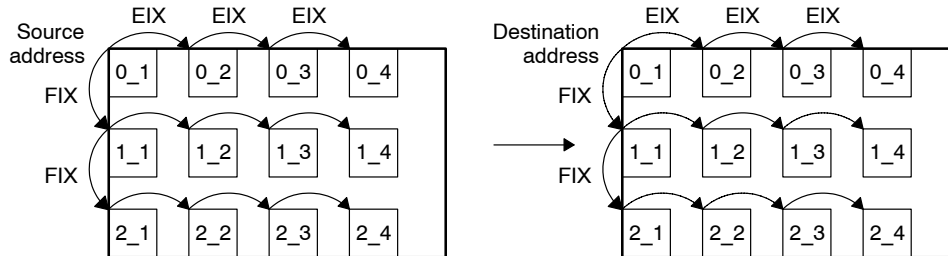 EIX EIX EIX EIX EIX EIX
Source address Destination address
0_1 0_2 0_3 0_4 0_1 0_2 0_3 0_4
FIX FIX
1_1 1_2 1_3 1_4 1_1 1_2 1_3 1_4
FIX FIX
2_1 2_2 2_3 2_4 2_1 2_2 2_3 2_4